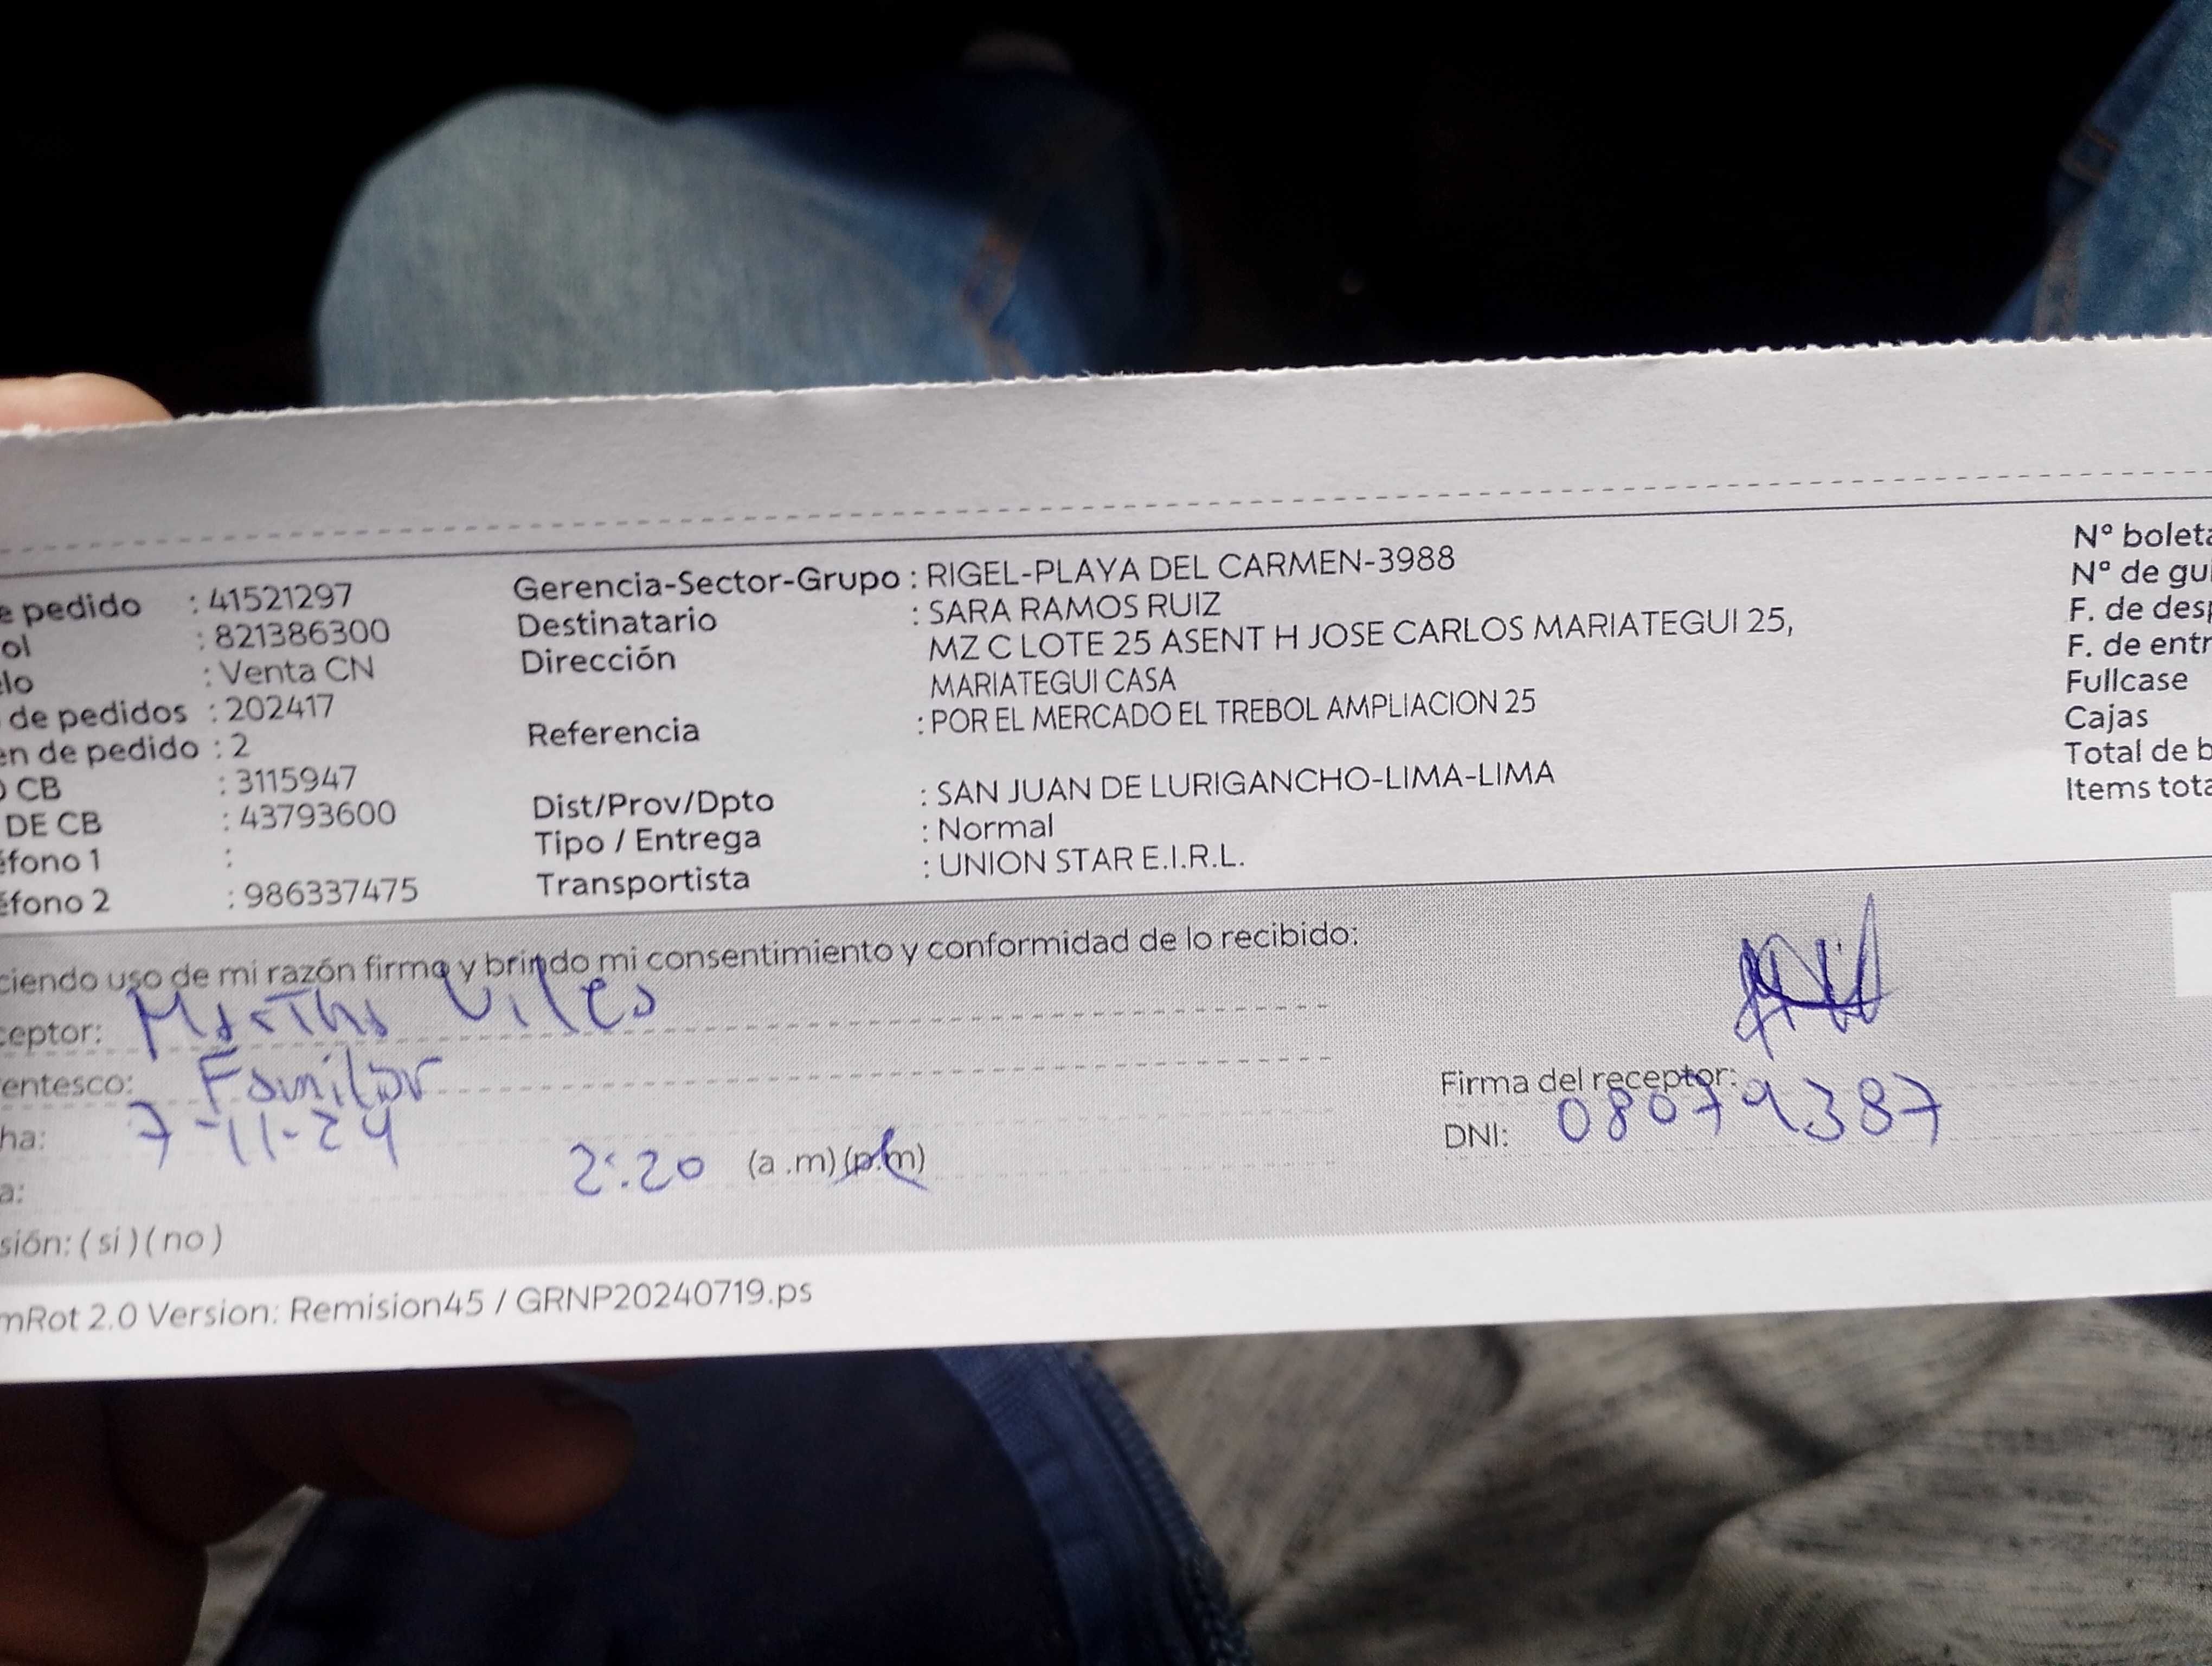 e pedido : 41521297 Gerencia-Sector-Grupo : RIGEL-PLAYA DEL CARMEN-3988 Nº boleta
ol : 821386300 Destinatario : SARA RAMOS RUIZ Nº de gui
elo : Venta CN Dirección MZ C LOTE 25 ASENT H JOSE CARLOS MARIATEGUI 25, F. de desp
MARIATEGUI CASA F. de entr
de pedidos : 202417 Referencia : POR EL MERCADO EL TREBOL AMPLIACION 25 Fullcase
en de pedido : 2 Cajas
O CB : 3115947 Dist/Prov/Dpto : SAN JUAN DE LURIGANCHO-LIMA-LIMA Total de b
DE CB : 43793600 Tipo / Entrega : Normal Items tota
éfono 1 : Transportista : UNION STAR E.I.R.L.
éfono 2 : 986337475
ciendo uso de mi razón firmo y brindo mi consentimiento y conformidad de lo recibido:
ceptor: Martha
entesco: Familiar
Firma del receptor:
ha: 7-11-24
DNI: 08079387
a: 2:20 (a .m) (p.m)
sión: ( si ) ( no )
mRot 2.0 Version: Remision45 / GRNP20240719.ps